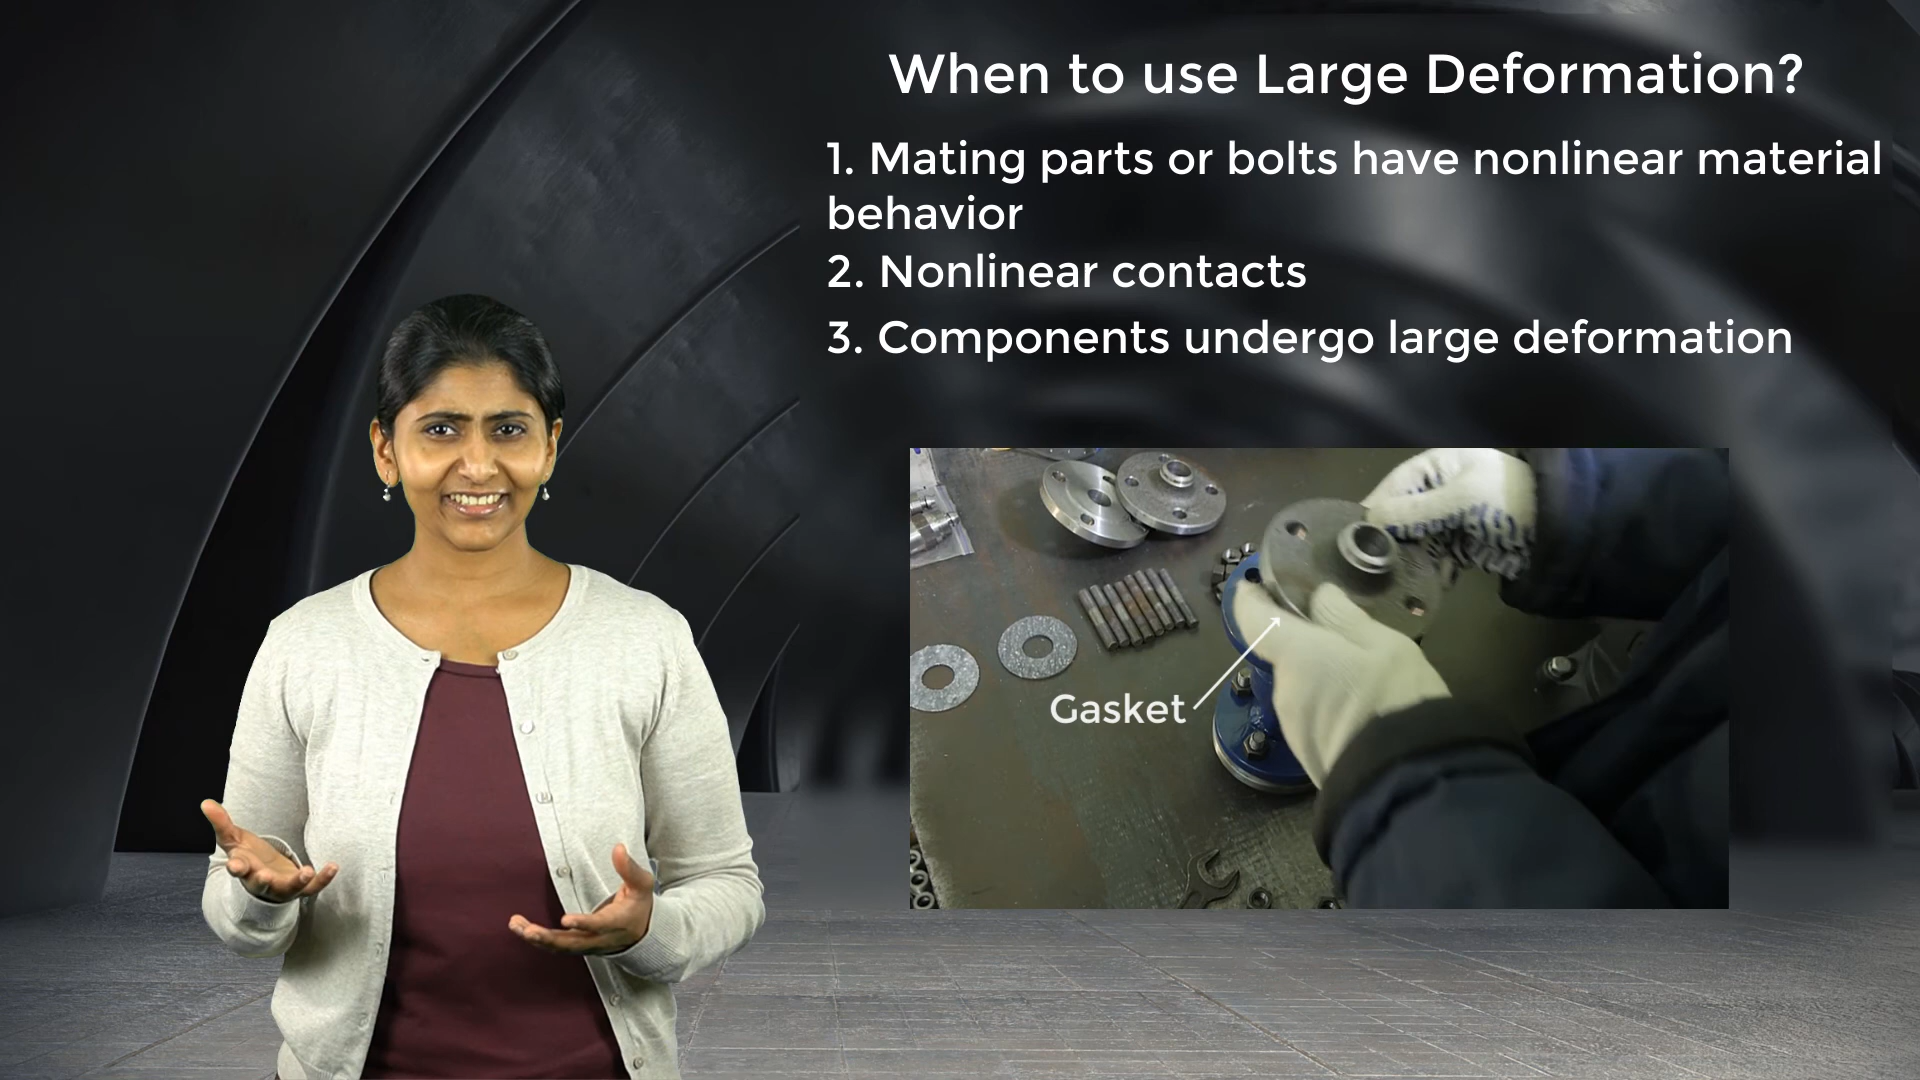 When to use Large Deformation?
1. Mating parts or bolts have nonlinear material
behavior
2. Nonlinear contacts
3. Components undergo large deformation
Gasket